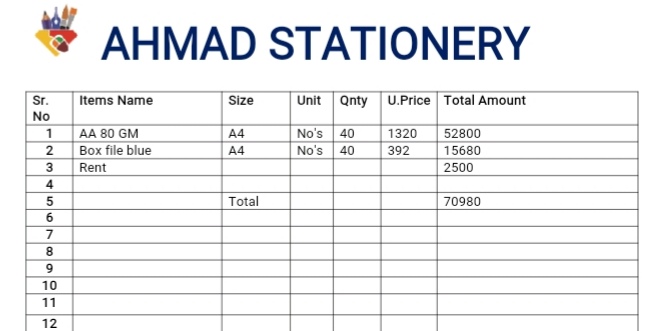 AHMAD STATIONERY
Sr. No Items Name Size Unit Qnty U.Price Total Amount
1 AA 80 GM A4 No's 40 1320 52800
2 Box file blue A4 No's 40 392 15680
3 Rent 2500
4
5 Total 70980
6
7
8
9
10
11
12